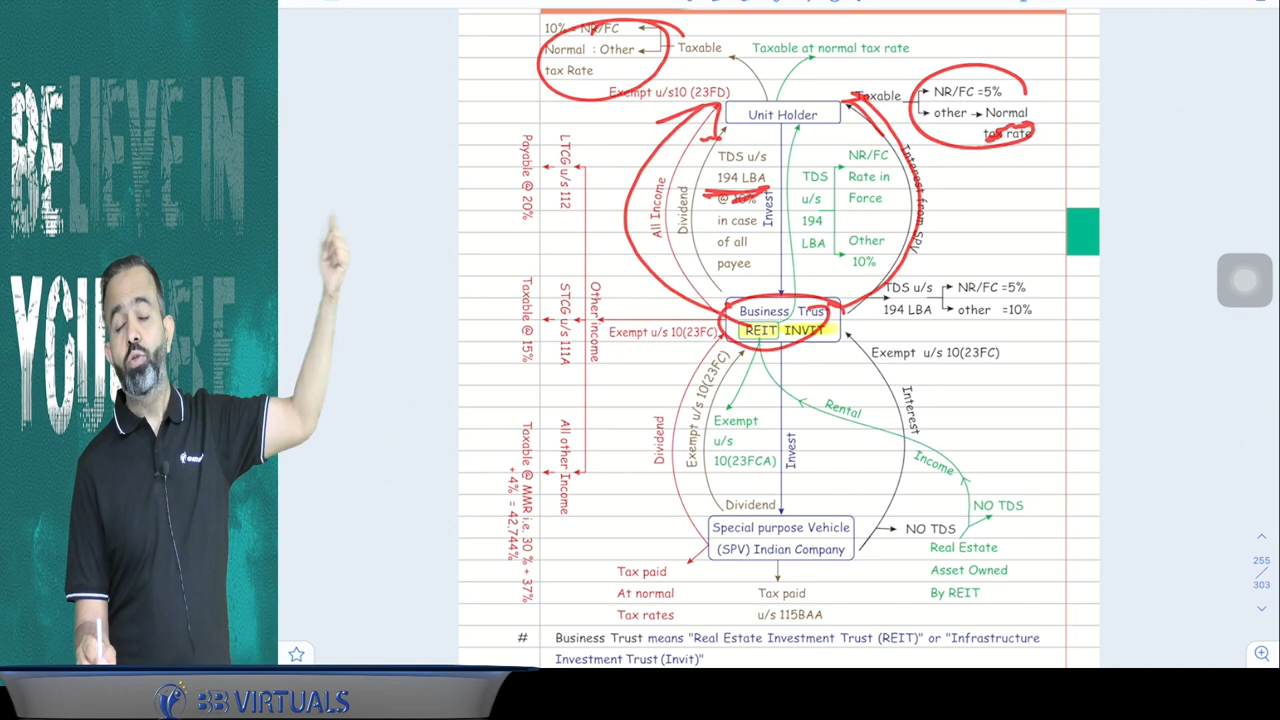 BELIEVE IN
YOURSELF
10% - NR/FC
Normal : Other
tax Rate
Taxable
Taxable at normal tax rate
Exempt u/s10 (23FD)
Unit Holder
Taxable
NR/FC =5%
other → Normal
tax rate
LTCG u/s 112
Payable @ 20%
All Income
Dividend
TDS u/s
194 LBA
@ 10%
in case
of all
payee
Invest
TDS
u/s
194
LBA
NR/FC
Rate in
Force
Other
10%
Interest from SPV
TDS u/s
194 LBA
NR/FC =5%
other =10%
Other income
STCG u/s 111A
Taxable @ 15%
Exempt u/s 10(23FC)
Business Trust
REIT INVIT
Exempt u/s 10(23FC)
All other Income
Taxable @ MMR i.e. 30 % + 37%
+ 4% = 42.744%
Dividend
Exempt u/s 10(23FC)
Exempt
u/s
10(23FCA)
Invest
Rental
Income
Interest
Dividend
Special purpose Vehicle
(SPV) Indian Company
NO TDS
NO TDS
Real Estate
Asset Owned
By REIT
Tax paid
At normal
Tax rates
Tax paid
u/s 115BAA
# Business Trust means "Real Estate Investment Trust (REIT)" or "Infrastructure
Investment Trust (Invit)"
255
303
BB VIRTUALS